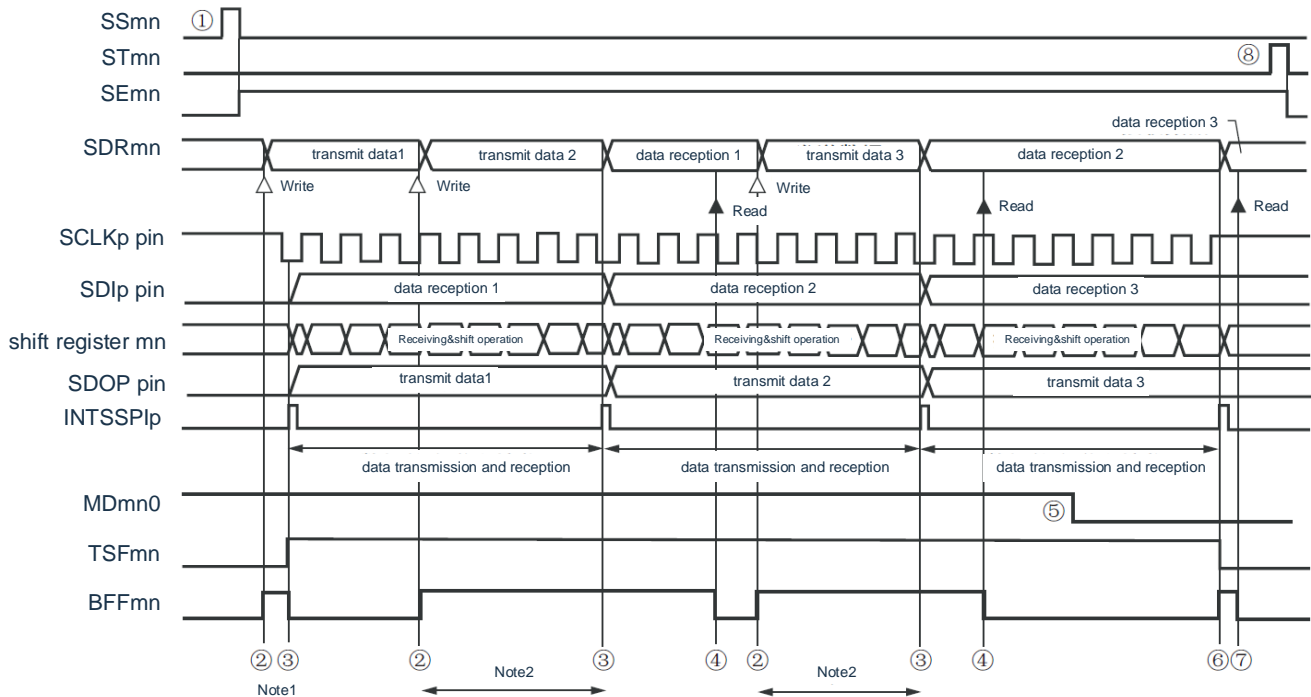 SSmn ①
STmn ⑧
SEmn
data reception 3
SDRmn transmit data1 transmit data 2 data reception 1 transmit data 3 data reception 2
Write Write Read Write Read Read
SCLKp pin
SDIp pin data reception 1 data reception 2 data reception 3
shift register mn Receiving&shift operation Receiving&shift operation Receiving&shift operation
SDOP pin transmit data1 transmit data 2 transmit data 3
INTSSPIp
data transmission and reception data transmission and reception data transmission and reception
MDmn0 ⑤
TSFmn
BFFmn
② ③ ② ③ ④ ② ③ ④ ⑥ ⑦
Note1 Note2 Note2